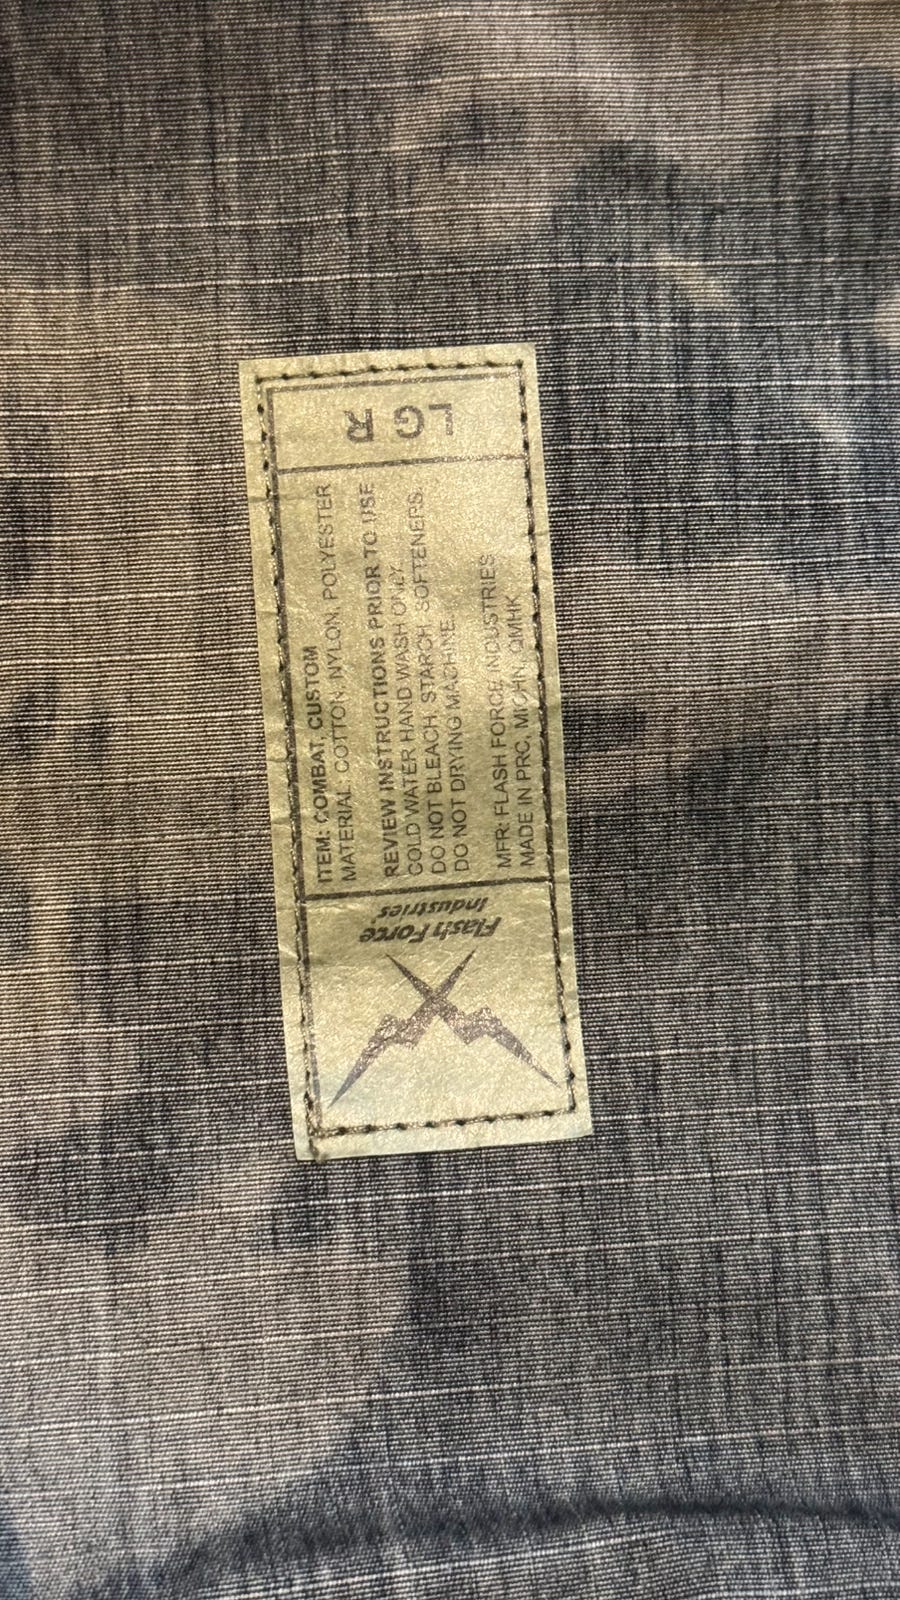 LG
R
ITEM: COMBAT, CUSTOM
MATERIAL: COTTON, NYLON, POLYESTER
REVIEW INSTRUCTIONS PRIOR TO USE
COLD WATER HAND WASH ONLY.
DO NOT BLEACH, STARCH, SOFTENERS.
DO NOT DRYING MACHINE.
MFR: FLASH FORCE INDUSTRIES
MADE IN PRC, MICHN, QMHK
Flash Force
Industries.